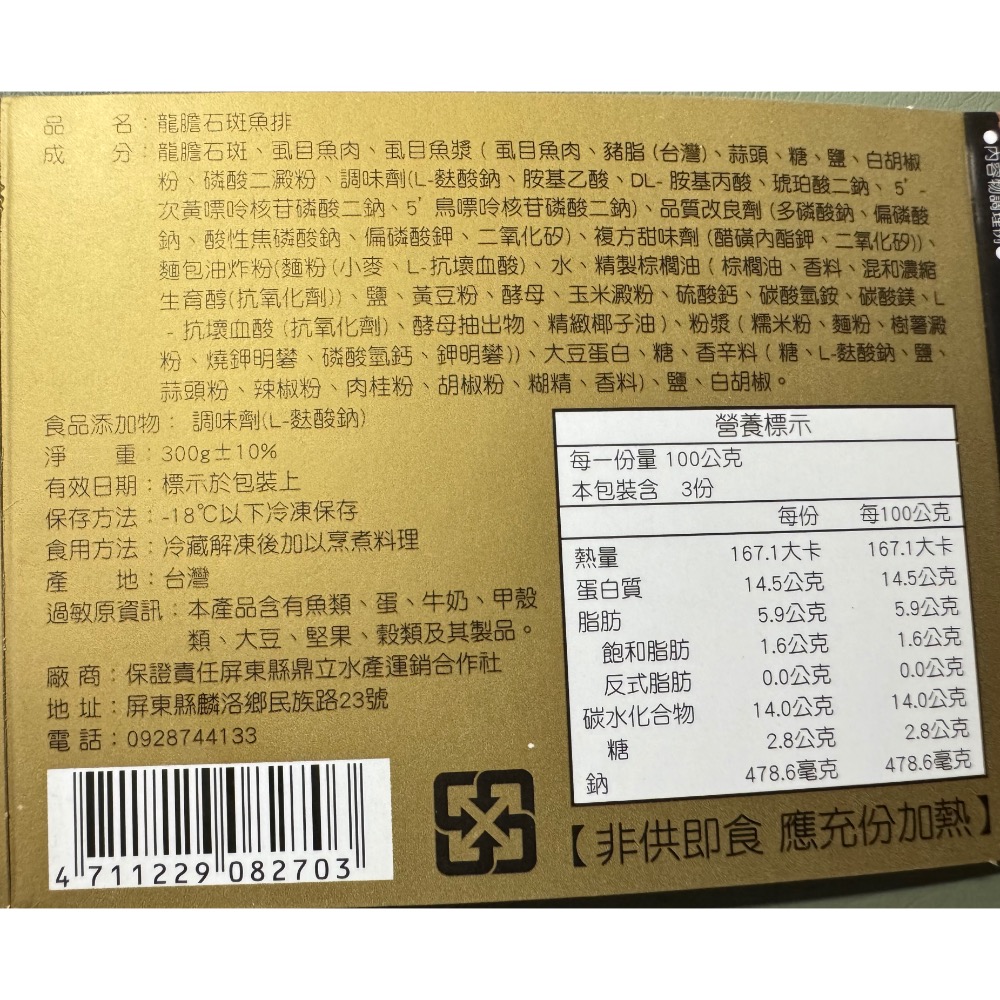 品　　名：龍膽石斑魚排
成　　分：龍膽石斑、虱目魚肉、虱目魚漿（虱目魚肉、豬脂(台灣)、蒜頭、糖、鹽、白胡椒
粉、磷酸二澱粉、調味劑(L-麩酸鈉、胺基乙酸、DL-胺基丙酸、琥珀酸二鈉、5'-
次黃嘌呤核苷磷酸二鈉、5'鳥嘌呤核苷磷酸二鈉)、品質改良劑(多磷酸鈉、偏磷酸
鈉、酸性焦磷酸鈉、偏磷酸鉀、二氧化矽)、複方甜味劑(醋磺內酯鉀、二氧化矽))、
麵包油炸粉(麵粉(小麥、L-抗壞血酸)、水、精製棕櫚油(棕櫚油、香料、混和濃縮
生育醇(抗氧化劑))、鹽、黃豆粉、酵母、玉米澱粉、硫酸鈣、碳酸氫銨、碳酸鎂、L
-抗壞血酸(抗氧化劑)、酵母抽出物、精緻椰子油)、粉漿(糯米粉、麵粉、樹薯澱
粉、燒鉀明礬、磷酸氫鈣、鉀明礬))、大豆蛋白、糖、香辛料(糖、L-麩酸鈉、鹽、
蒜頭粉、辣椒粉、肉桂粉、胡椒粉、糊精、香料)、鹽、白胡椒。
食品添加物：調味劑(L-麩酸鈉)
淨　　重：300g±10%
有效日期：標示於包裝上
保存方法：-18℃以下冷凍保存
食用方法：冷藏解凍後加以烹煮料理
產　　地：台灣
過敏原資訊：本產品含有魚類、蛋、牛奶、甲殼
類、大豆、堅果、穀類及其製品。
廠商：保證責任屏東縣鼎立水產運銷合作社
地址：屏東縣麟洛鄉民族路23號
電話：0928744133
4 711229 082703
營養標示
每一份量 100公克
本包裝含 3份
每份 每100公克
熱量 167.1大卡 167.1大卡
蛋白質 14.5公克 14.5公克
脂肪 5.9公克 5.9公克
飽和脂肪 1.6公克 1.6公克
反式脂肪 0.0公克 0.0公克
碳水化合物 14.0公克 14.0公克
糖 2.8公克 2.8公克
鈉 478.6毫克 478.6毫克
【非供即食 應充份加熱】